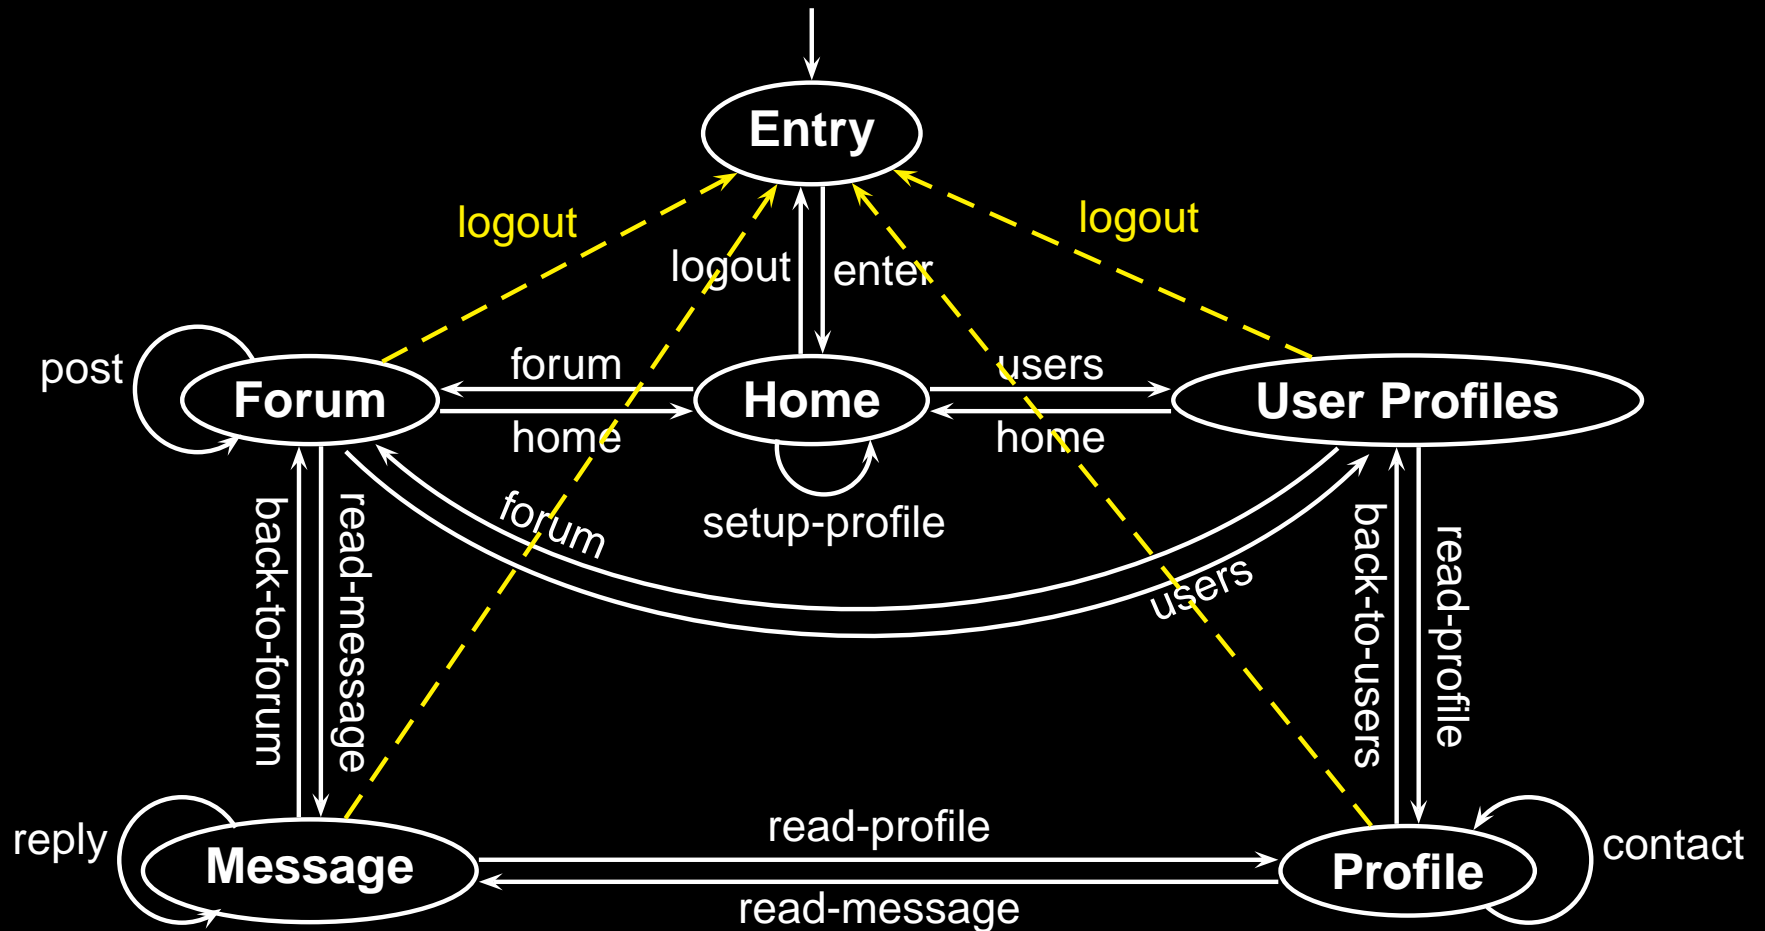 Entry
logout
logout
logout
enter
post
forum
users
Forum
Home
User Profiles
home
home
setup-profile
forum
users
back-to-forum
read-message
back-to-users
read-profile
reply
read-profile
contact
Message
Profile
read-message